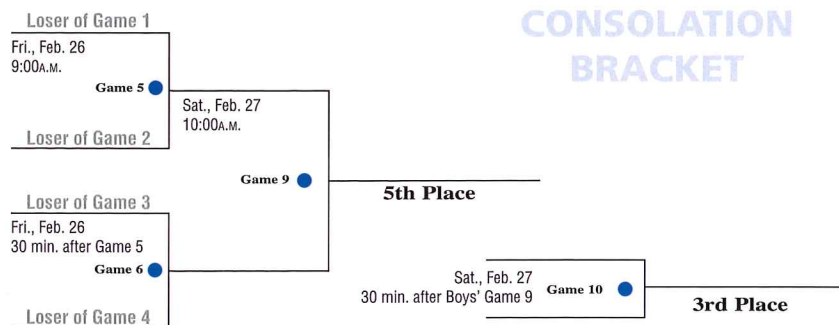 CONSOLATION
BRACKET
Loser of Game 1
Fri., Feb. 26
9:00A.M.
Game 5
Loser of Game 2
Sat., Feb. 27
10:00A.M.
Game 9
5th Place
Loser of Game 3
Fri., Feb. 26
30 min. after Game 5
Game 6
Loser of Game 4
Sat., Feb. 27
30 min. after Boys' Game 9
Game 10
3rd Place